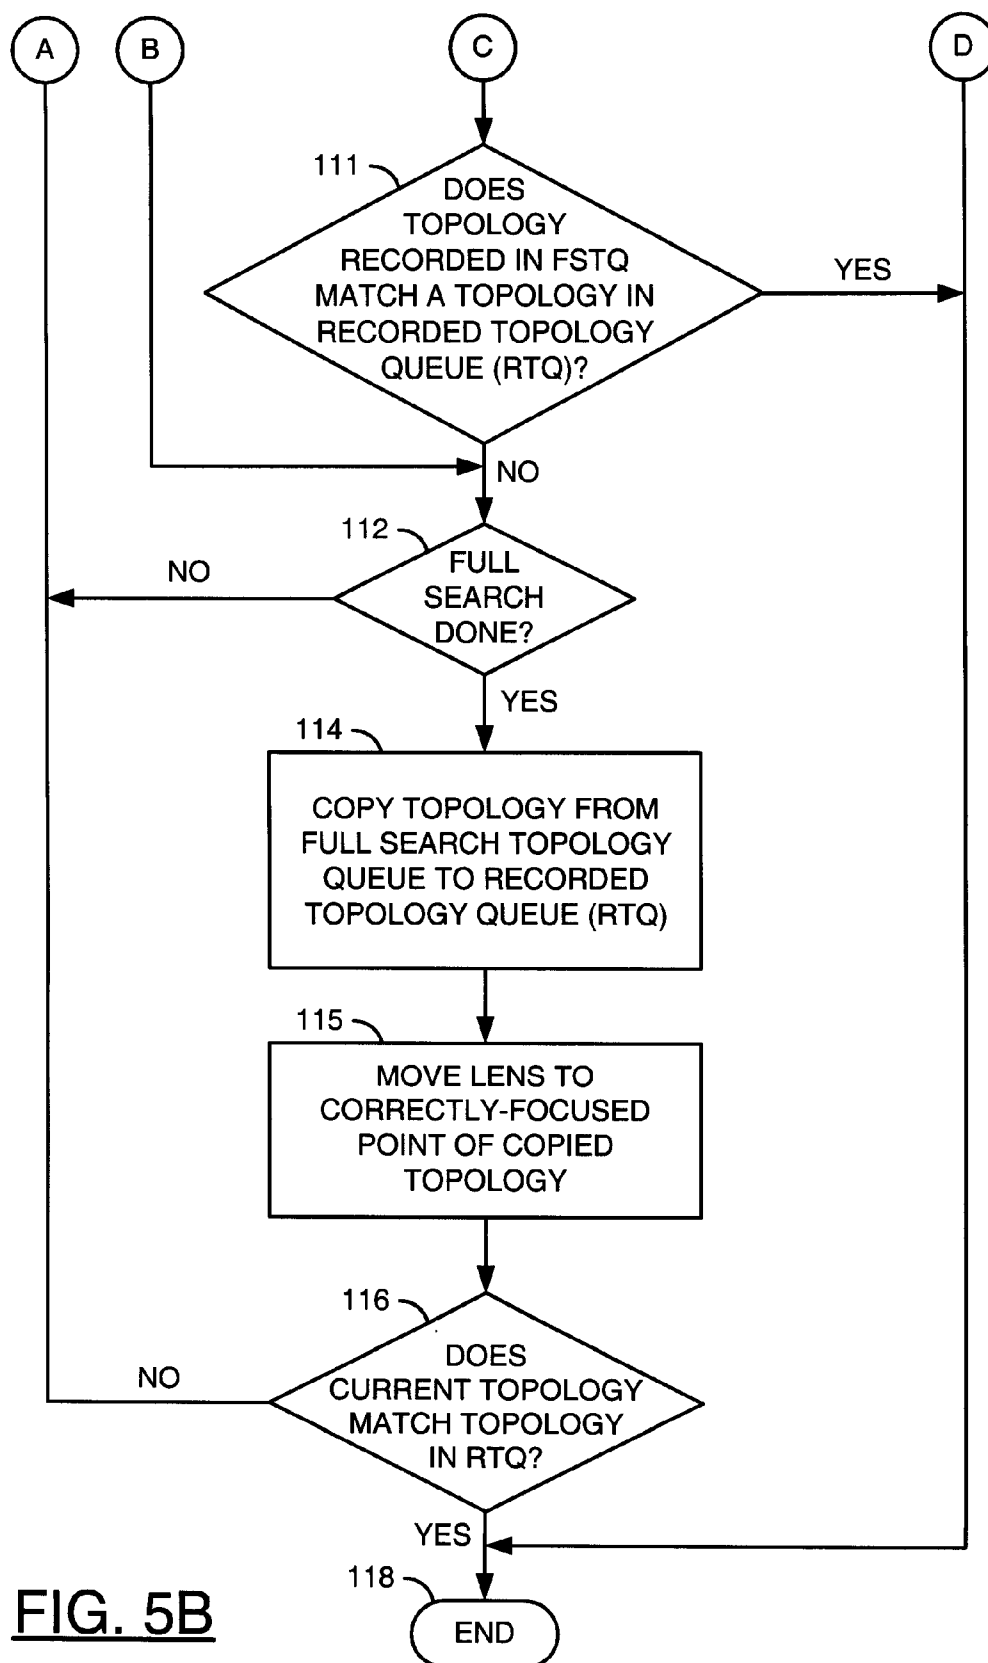 A
B
C
D
111
DOES
TOPOLOGY
RECORDED IN FSTQ
MATCH A TOPOLOGY IN
RECORDED TOPOLOGY
QUEUE (RTQ)?
YES
NO
112
FULL
SEARCH
DONE?
NO
YES
114
COPY TOPOLOGY FROM
FULL SEARCH TOPOLOGY
QUEUE TO RECORDED
TOPOLOGY QUEUE (RTQ)
115
MOVE LENS TO
CORRECTLY-FOCUSED
POINT OF COPIED
TOPOLOGY
116
DOES
CURRENT TOPOLOGY
MATCH TOPOLOGY
IN RTQ?
NO
YES
118
END
FIG. 5B